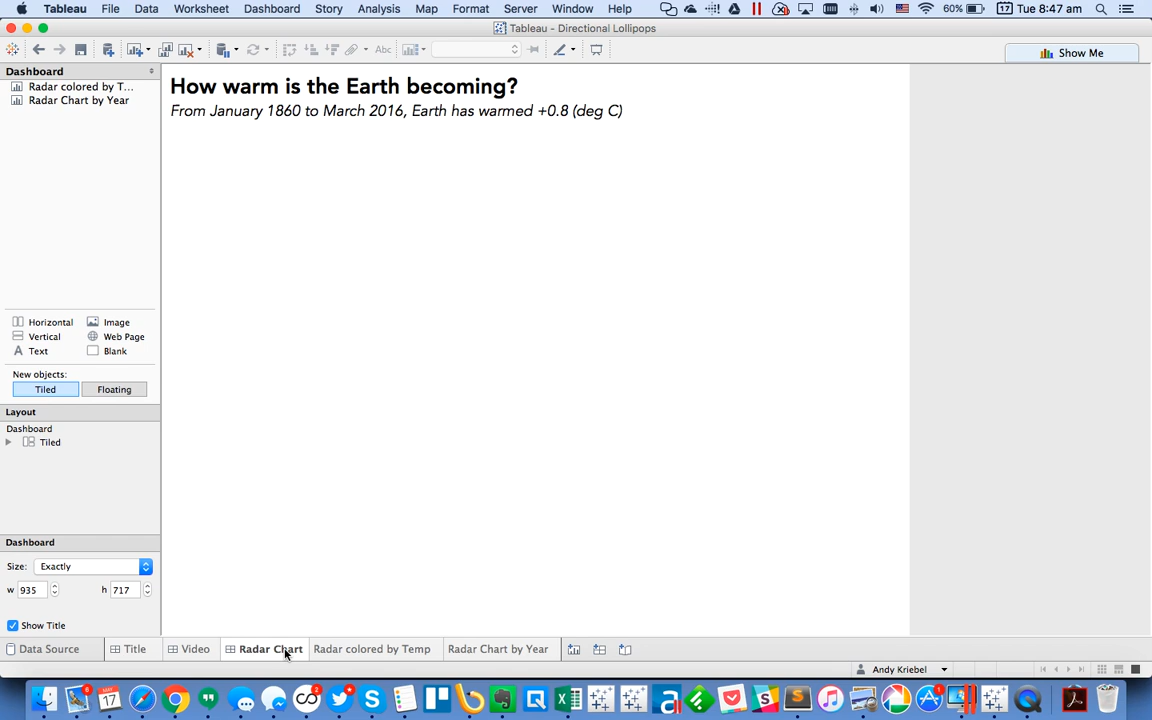 Tableau File Data Worksheet Dashboard Story Analysis Map Format Server Window Help 60% Tue 8:47 am
Tableau - Directional Lollipops
Abc
Show Me
Dashboard
Radar colored by T...
Radar Chart by Year
How warm is the Earth becoming?
From January 1860 to March 2016, Earth has warmed +0.8 (deg C)
Horizontal Image
Vertical Web Page
A Text Blank
New objects:
Tiled Floating
Layout
Dashboard
Tiled
Dashboard
Size: Exactly
w 935 h 717
Show Title
Data Source Title Video Radar Chart Radar colored by Temp Radar Chart by Year
Andy Kriebel